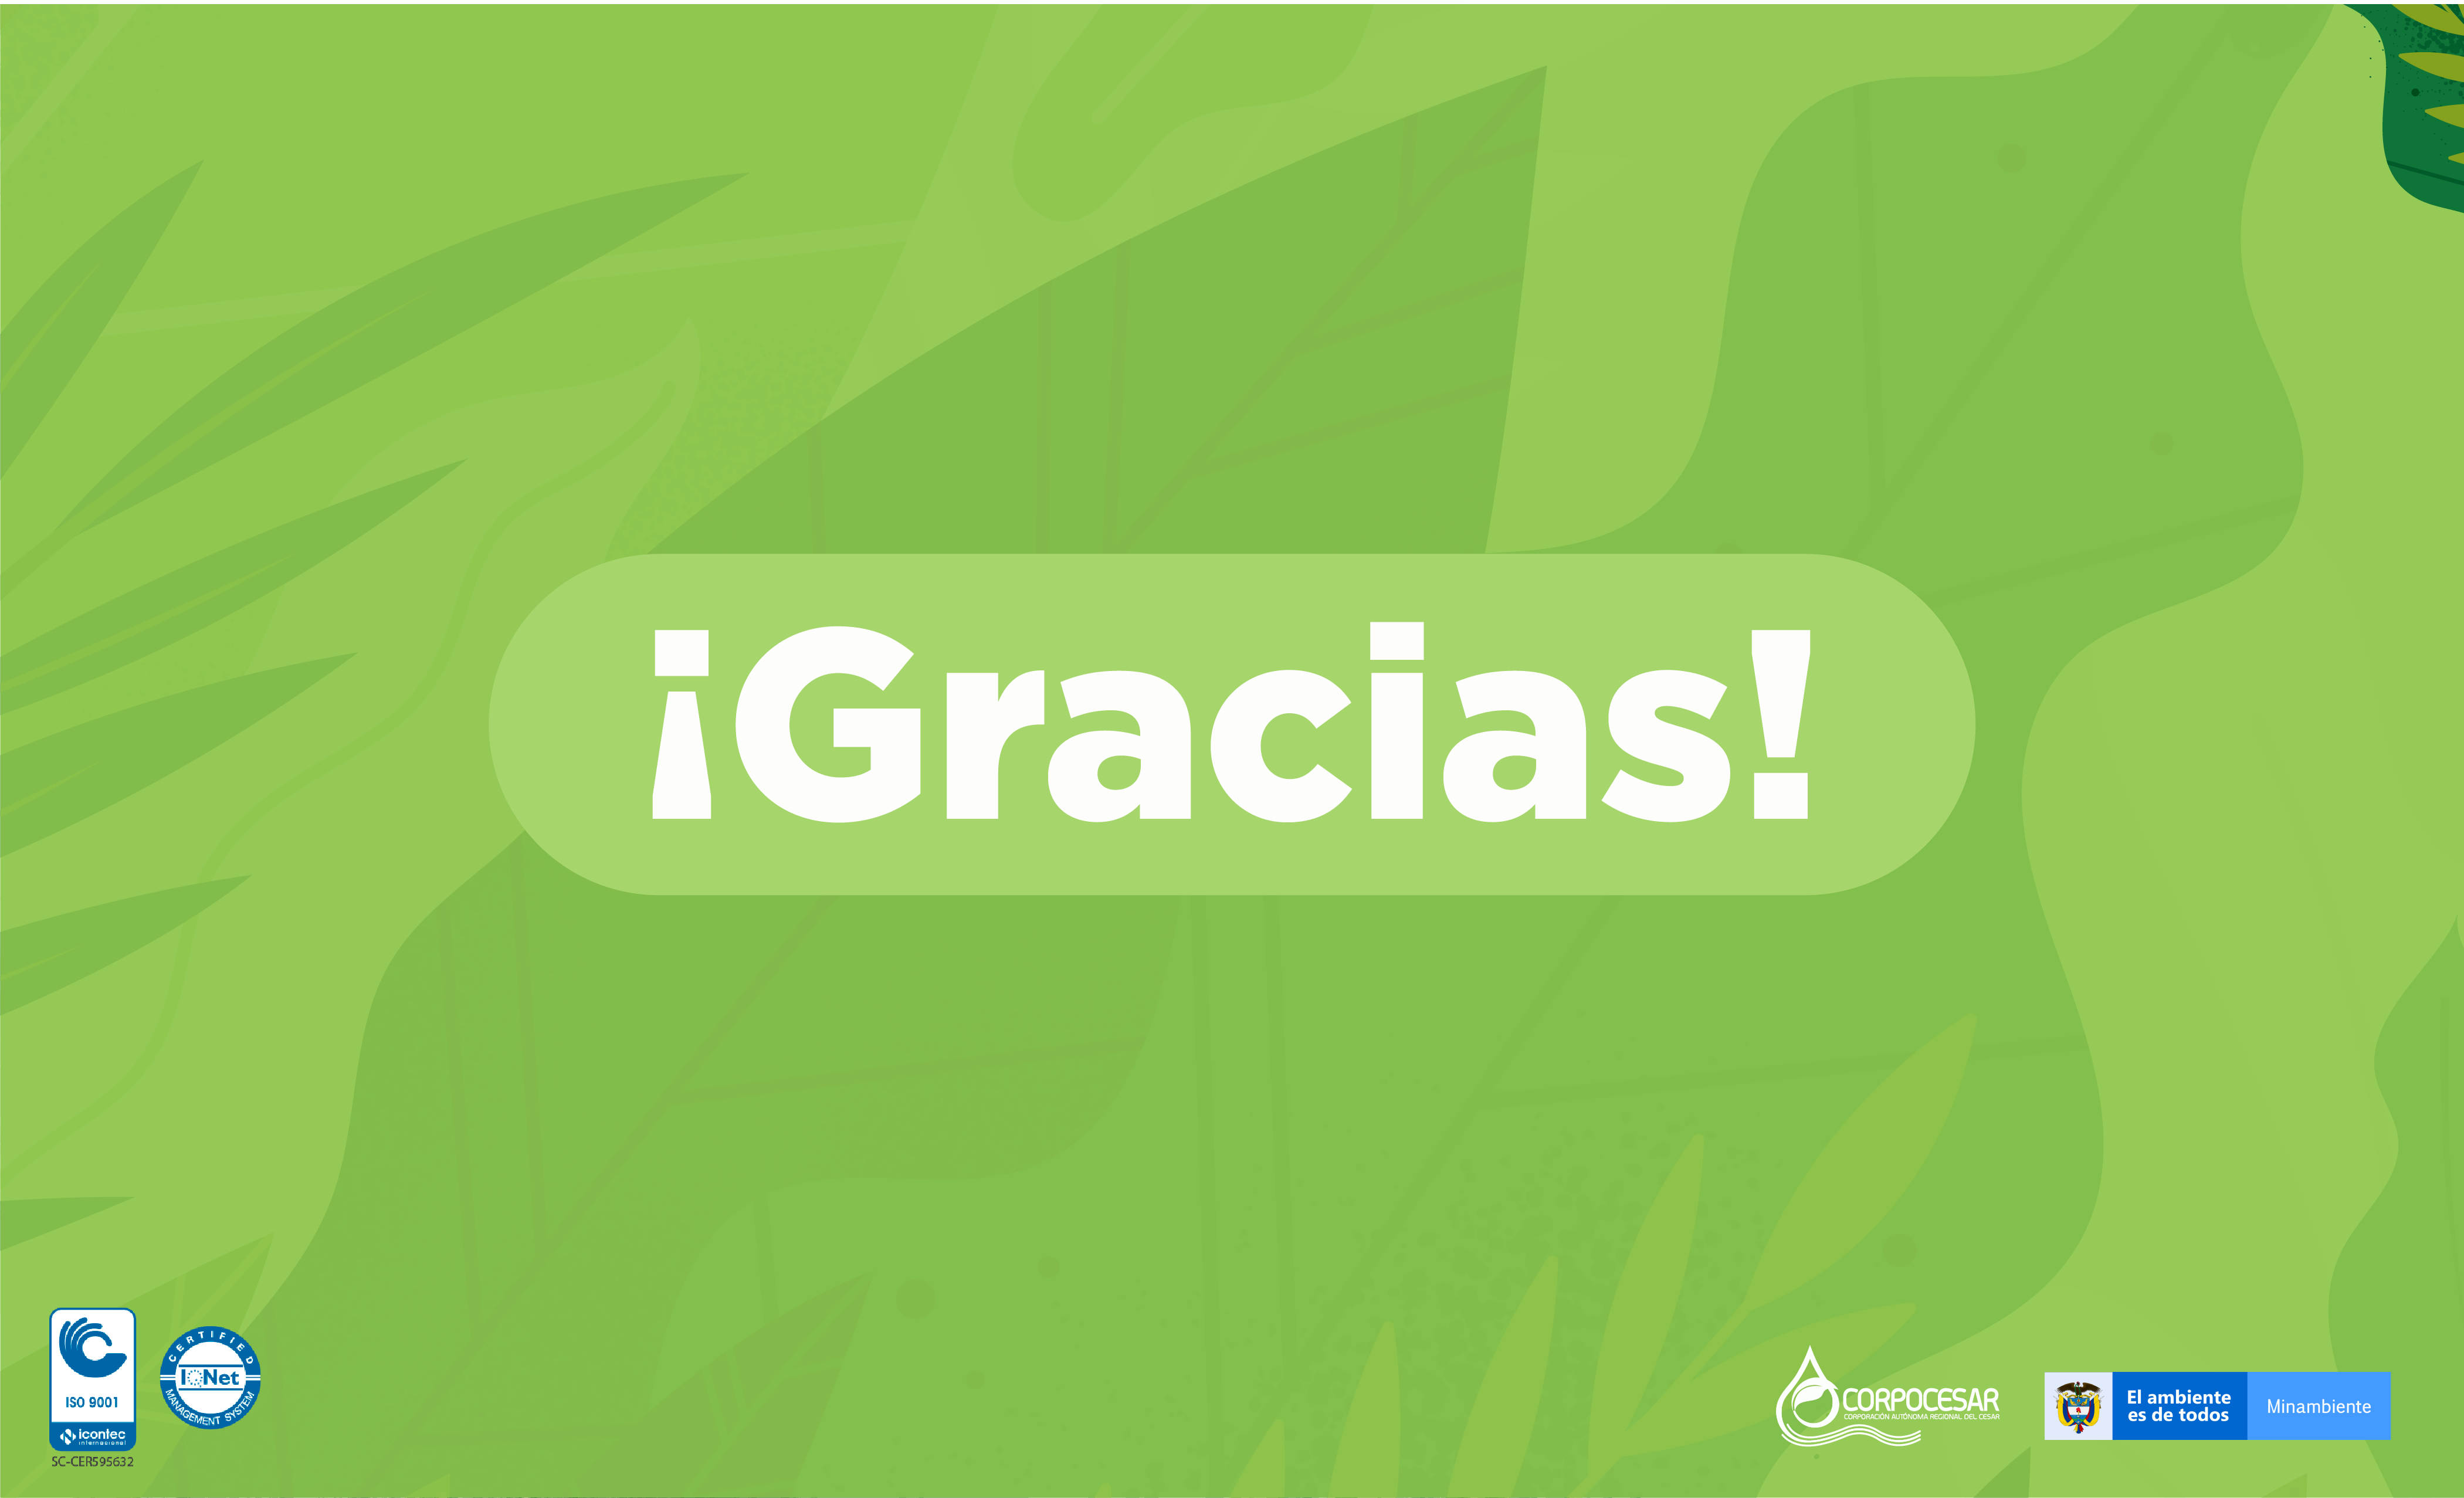 ¡Gracias!
ISO 9001
icontec
internacional
SC-CER595632
CERTIFIED
IQNet
MANAGEMENT SYSTEM
CORPOCESAR
CORPORACIÓN AUTÓNOMA REGIONAL DEL CESAR
El ambiente
es de todos
Minambiente